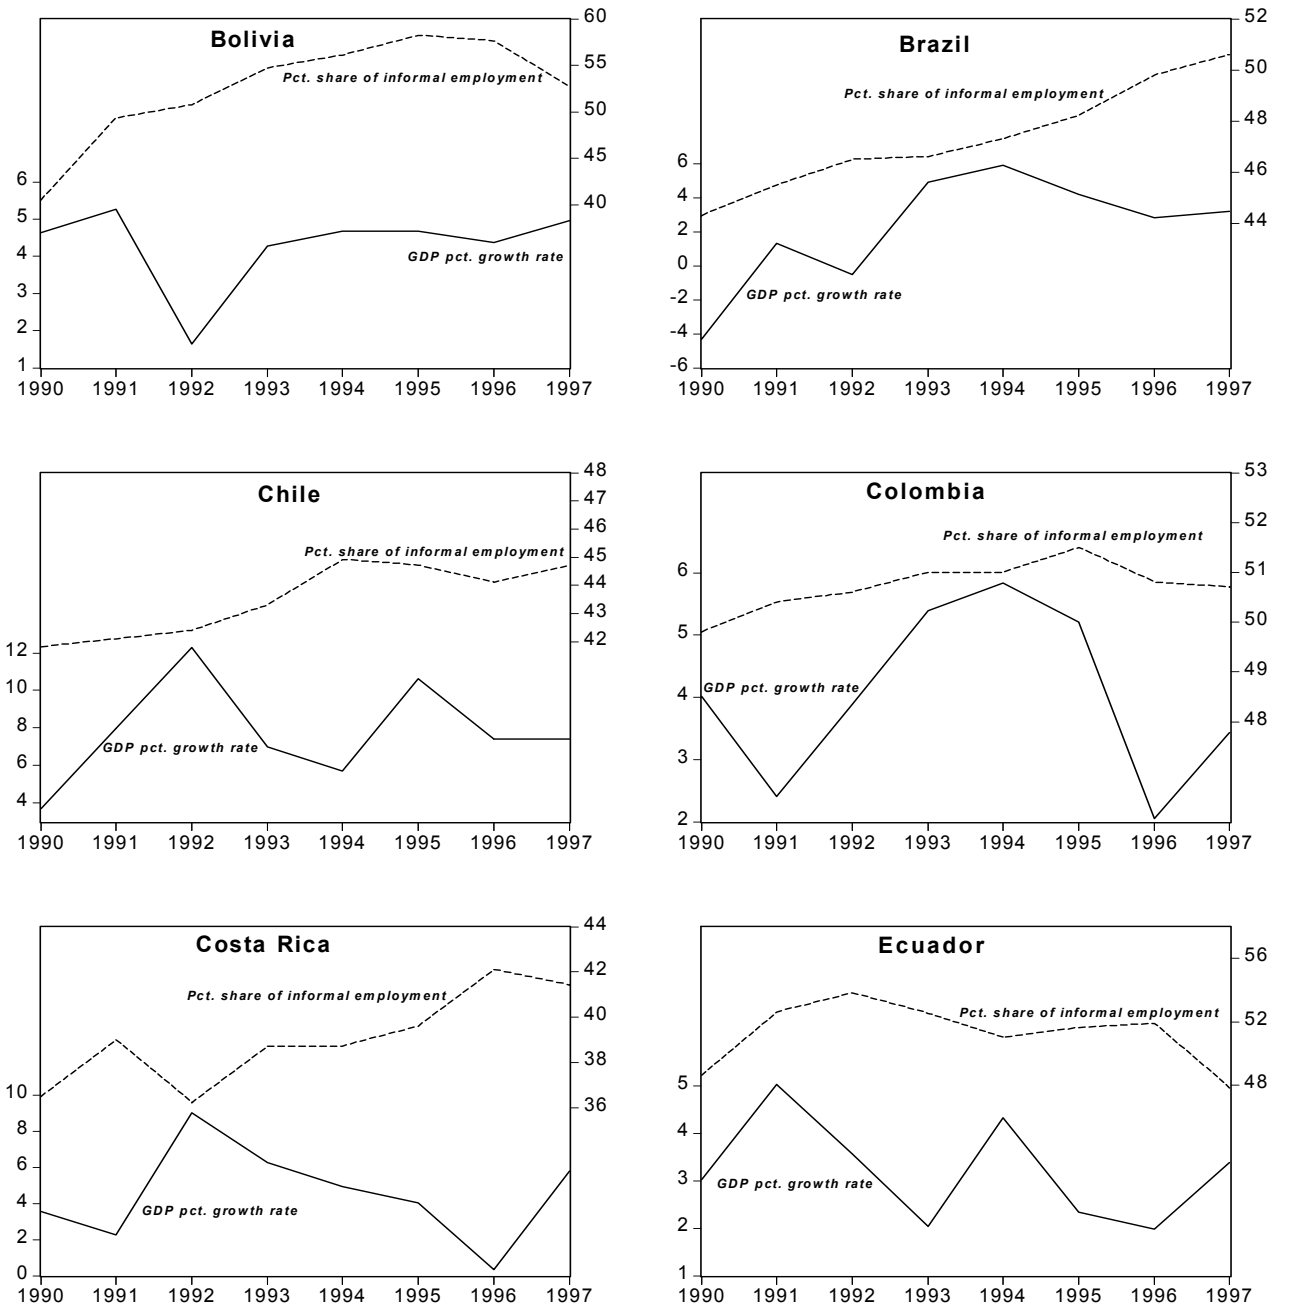 Bolivia
Pct. share of informal employment
GDP pct. growth rate
60
55
50
45
40
6
5
4
3
2
1
1990 1991 1992 1993 1994 1995 1996 1997
Brazil
Pct. share of informal employment
GDP pct. growth rate
52
50
48
46
44
6
4
2
0
-2
-4
-6
1990 1991 1992 1993 1994 1995 1996 1997
Chile
Pct. share of informal employment
GDP pct. growth rate
48
47
46
45
44
43
42
12
10
8
6
4
1990 1991 1992 1993 1994 1995 1996 1997
Colombia
Pct. share of informal employment
GDP pct. growth rate
53
52
51
50
49
48
6
5
4
3
2
1990 1991 1992 1993 1994 1995 1996 1997
Costa Rica
Pct. share of informal employment
GDP pct. growth rate
44
42
40
38
36
10
8
6
4
2
0
1990 1991 1992 1993 1994 1995 1996 1997
Ecuador
Pct. share of informal employment
GDP pct. growth rate
56
52
48
5
4
3
2
1
1990 1991 1992 1993 1994 1995 1996 1997